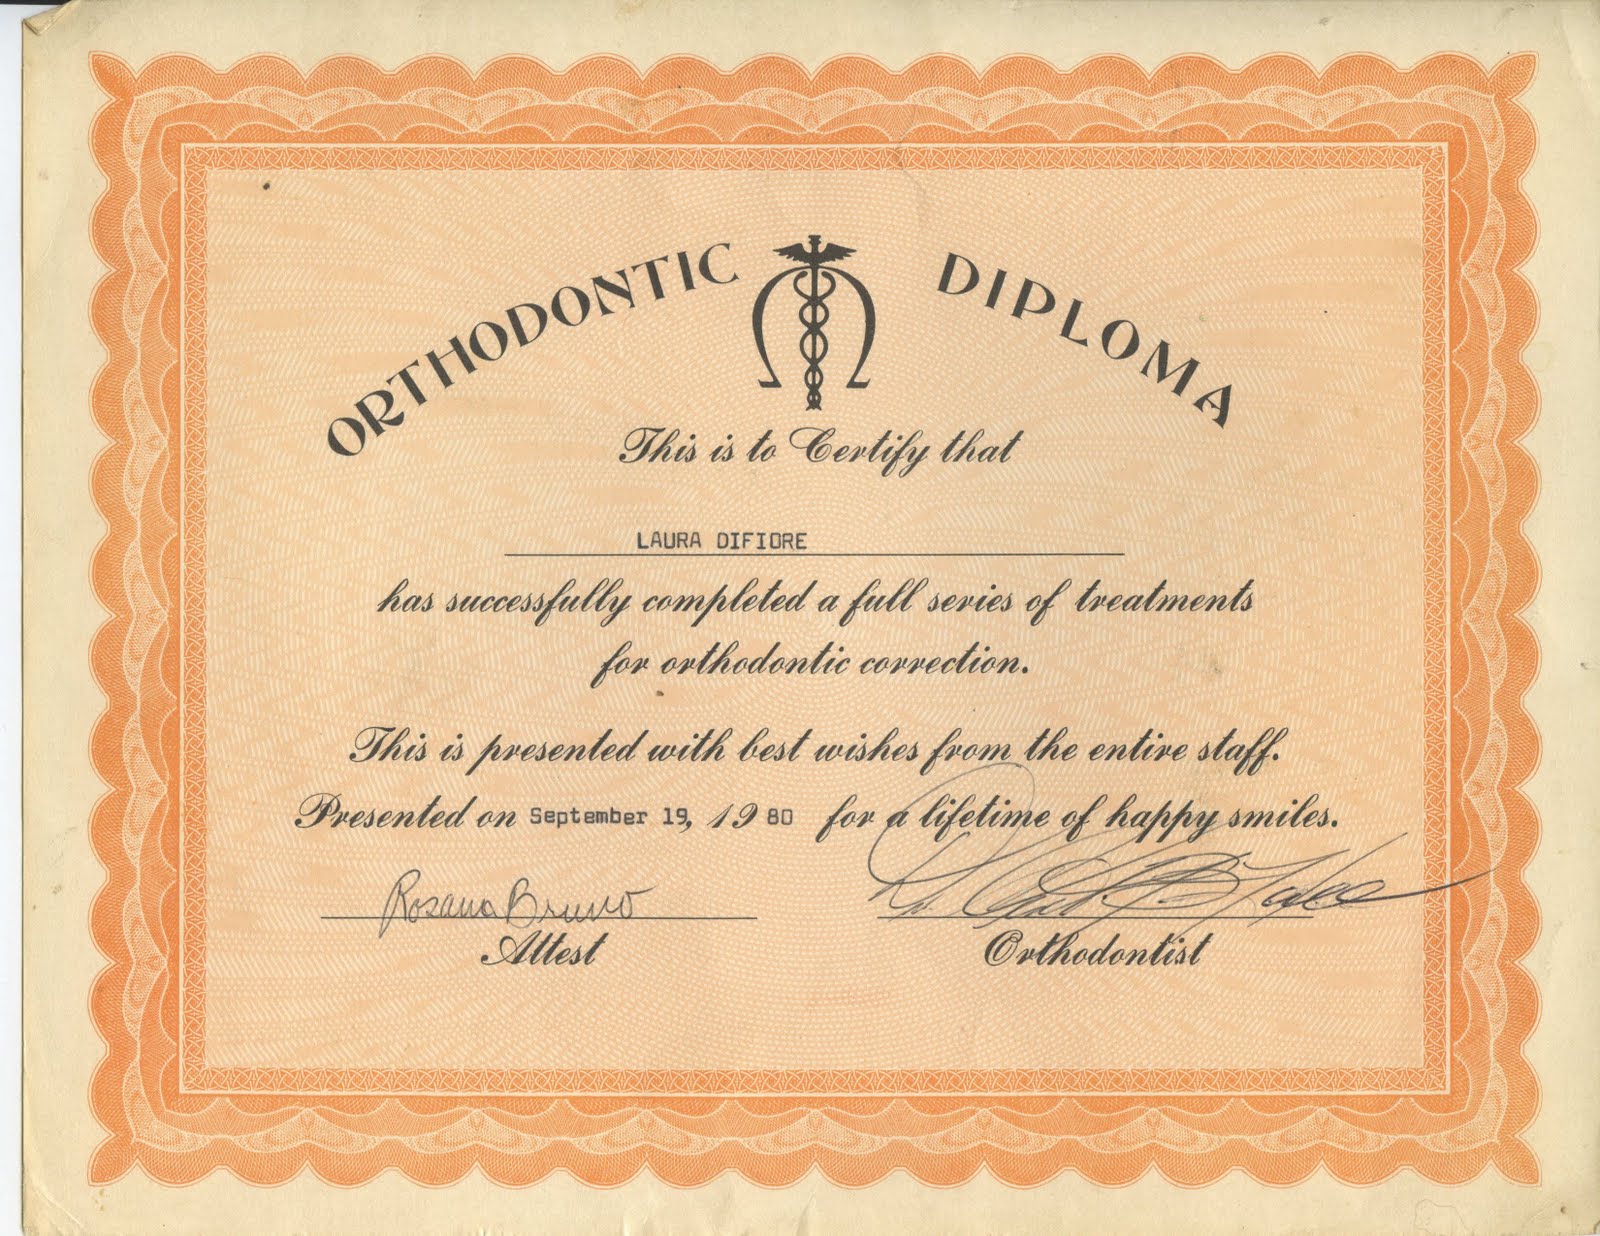 ORTHODONTIC DIPLOMA
This is to Certify that
LAURA DIFIORE
has successfully completed a full series of treatments
for orthodontic correction.
This is presented with best wishes from the entire staff.
Presented on September 19, 1980 for a lifetime of happy smiles.
Rosana Bruno
Attest
Orthodontist